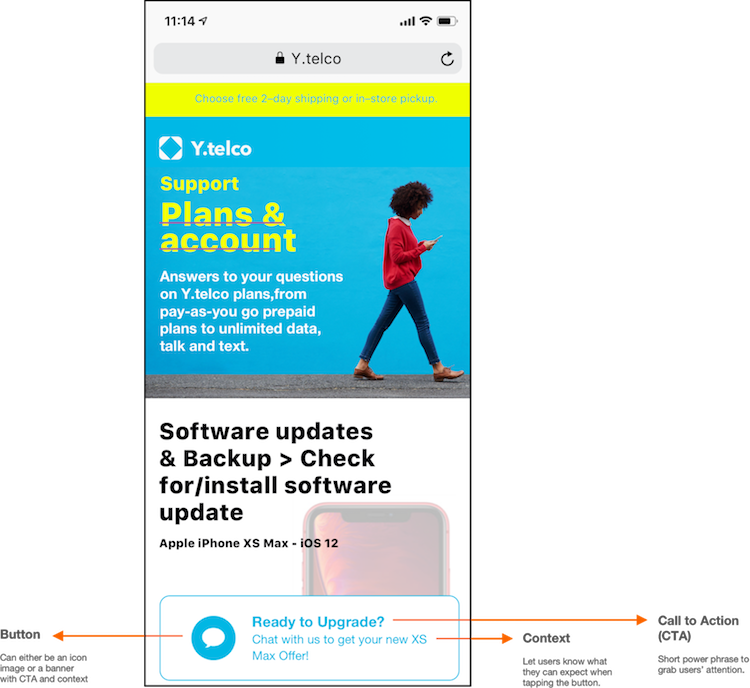 11:14
Y.telco
Choose free 2–day shipping or in–store pickup.
Y.telco
Support
Plans &
account
Answers to your questions
on Y.telco plans,from
pay-as-you go prepaid
plans to unlimited data,
talk and text.
Software updates
& Backup > Check
for/install software
update
Apple iPhone XS Max - iOS 12
Ready to Upgrade?
Chat with us to get your new XS
Max Offer!
Button
Can either be an icon
image or a banner
with CTA and context
Context
Let users know what
they can expect when
tapping the button.
Call to Action
(CTA)
Short power phrase to
grab users’ attention.